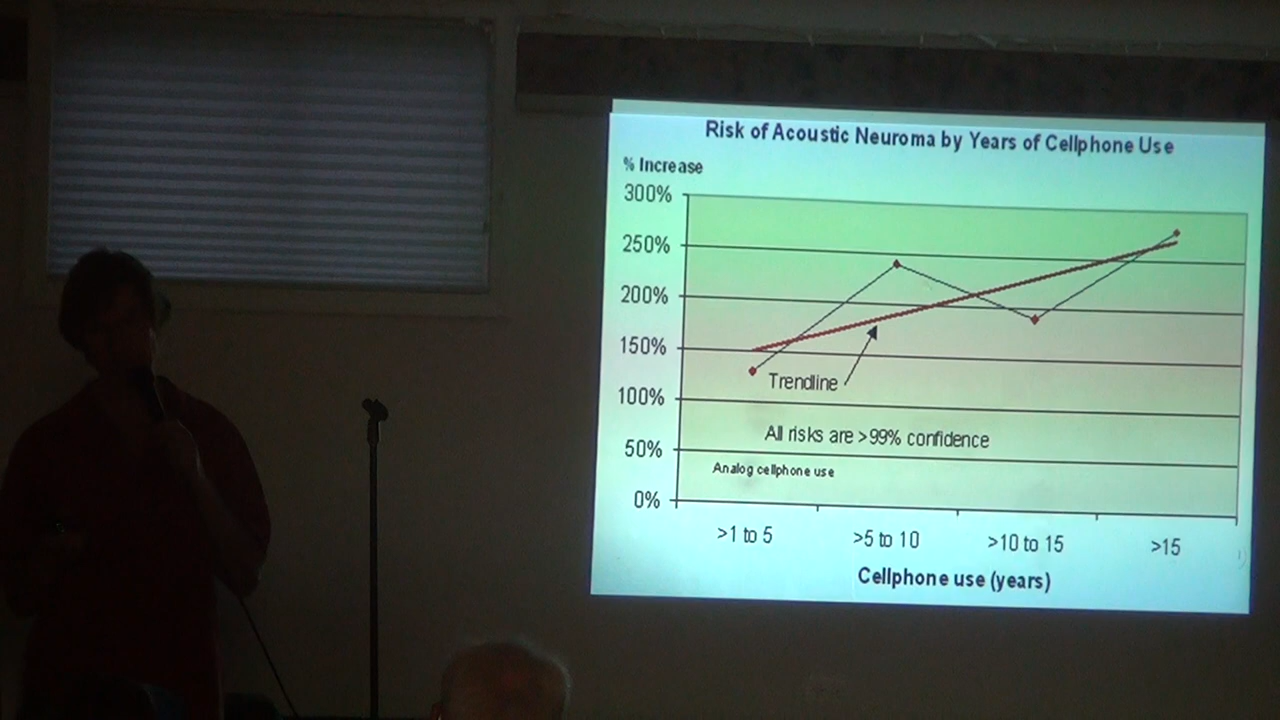 Risk of Acoustic Neuroma by Years of Cellphone Use
% Increase
300%
250%
200%
150%
100%
50%
0%
Trendline
All risks are >99% confidence
Analog cellphone use
>1 to 5 >5 to 10 >10 to 15 >15
Cellphone use (years)